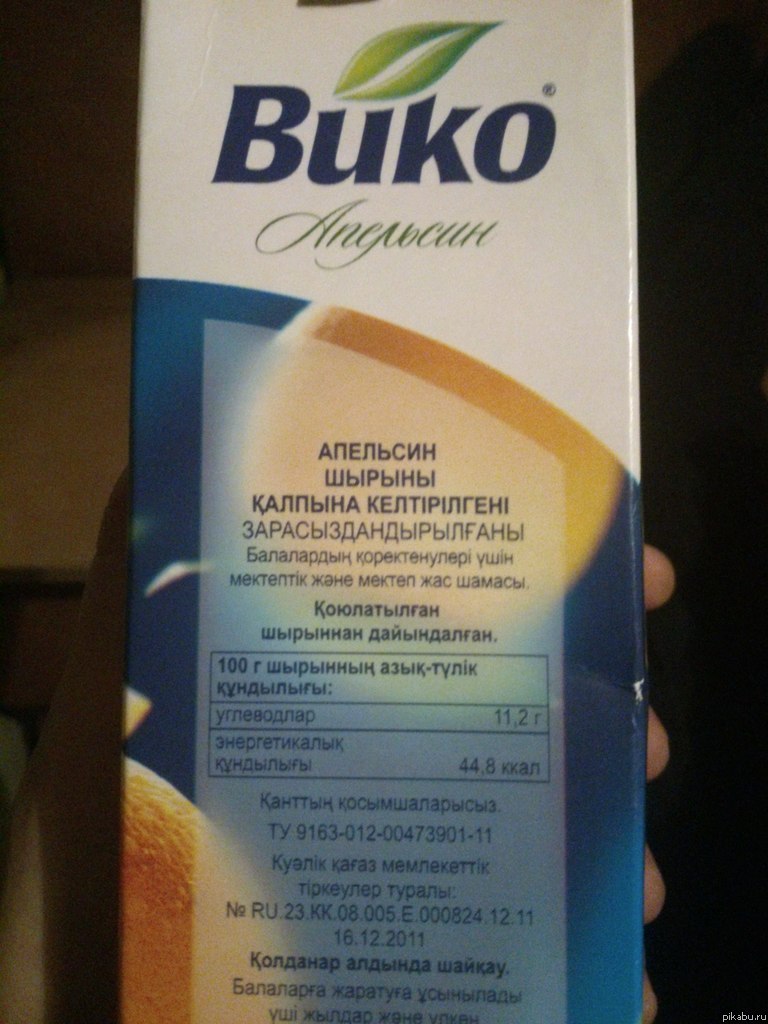 Вико®
Апельсин
АПЕЛЬСИН
ШЫРЫНЫ
ҚАЛПЫНА КЕЛТІРІЛГЕНІ
ЗАРАСЫЗДАНДЫРЫЛҒАНЫ
Балалардың коректенулері үшін
мектептік және мектеп жас шамасы.
Қоюлатылған
шырыннан дайындалған.
100 г шырынның азық-түлік
құндылығы:
углеводлар 11,2 г
энергетикалық
құндылығы 44,8 ккал
Қанттың қосымшаларысыз.
ТУ 9163-012-00473901-11
Куәлік қағаз мемлекеттік
тіркеулер туралы:
№ RU.23.КК.08.005.Е.000824.12.11
16.12.2011
Қолданар алдында шайқау.
Балаларға жаратуға ұсынылады
үші жылдар және үлкен
pikabu.ru